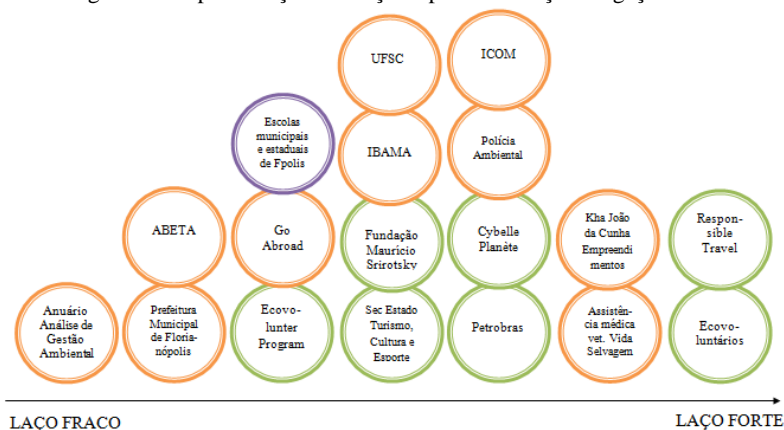 UFSC
ICOM
Escolas
municipais
e estaduais
de Fpolis
IBAMA
Polícia
Ambiental
ABETA
Go
Abroad
Fundação
Maurício
Srirotsky
Cybelle
Planète
Kha João
da Cunha
Empreendi
mentos
Respon-
sible
Travel
Anuário
Análise de
Gestão
Ambiental
Prefeitura
Municipal
de Floria-
nópolis
Ecovo-
lunter
Program
Sec Estado
Turismo,
Cultura e
Esporte
Petrobras
Assistên-
cia médica
vet. Vida
Selvagem
Ecovo-
luntários
LAÇO FRACO
LAÇO FORTE